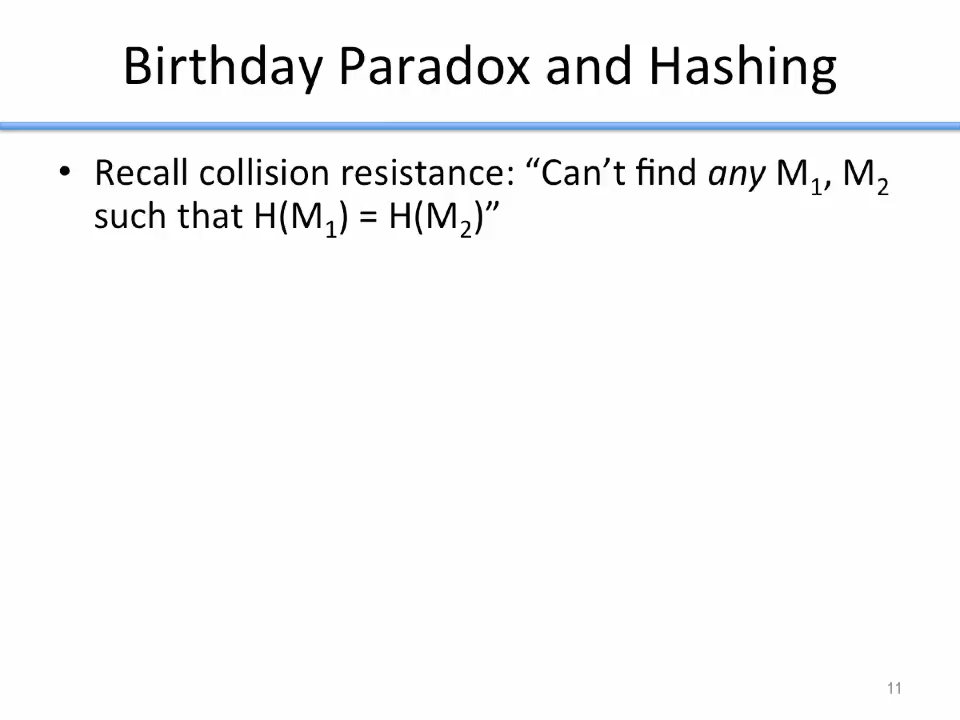 Birthday Paradox and Hashing
• Recall collision resistance: “Can’t find any M₁, M₂
such that H(M₁) = H(M₂)”
11